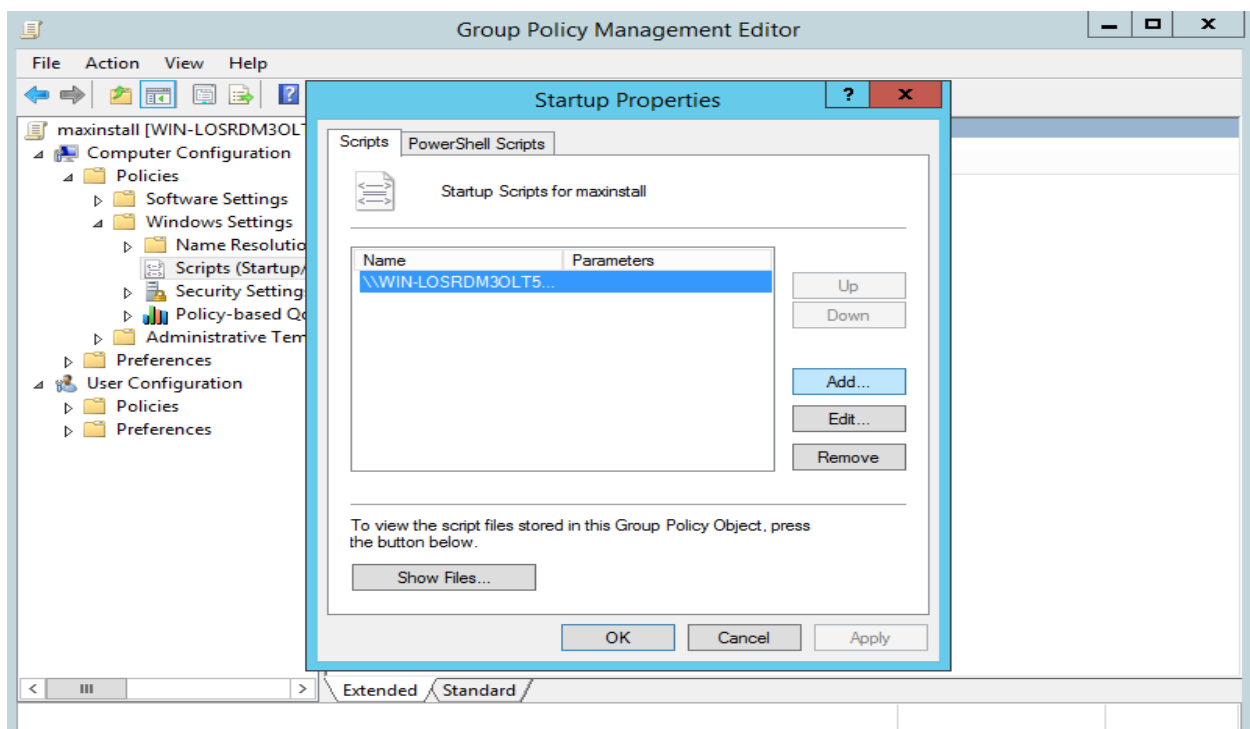 Group Policy Management Editor
File Action View Help
maxinstall [WIN-LOSRDM3OLT
Computer Configuration
Policies
Software Settings
Windows Settings
Name Resolutio
Scripts (Startup/
Security Setting
Policy-based Qo
Administrative Tem
Preferences
User Configuration
Policies
Preferences
Startup Properties
Scripts PowerShell Scripts
Startup Scripts for maxinstall
Name Parameters
\\WIN-LOSRDM3OLT5...
Up
Down
Add...
Edit...
Remove
To view the script files stored in this Group Policy Object, press
the button below.
Show Files...
OK Cancel Apply
Extended Standard